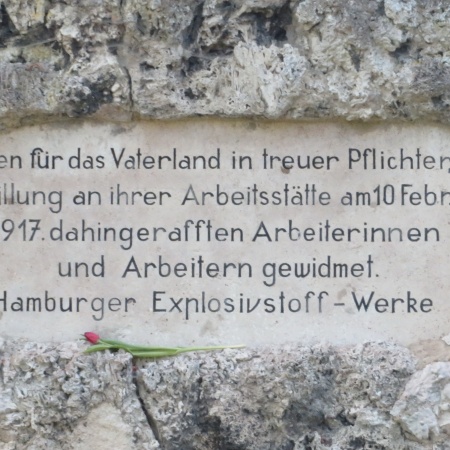 en für das Vaterland in treuer Pflichter
illung an ihrer Arbeitsstätte am 10 Febr
917. dahingerafften Arbeiterinnen
und Arbeitern gewidmet.
Hamburger Explosivstoff-Werke